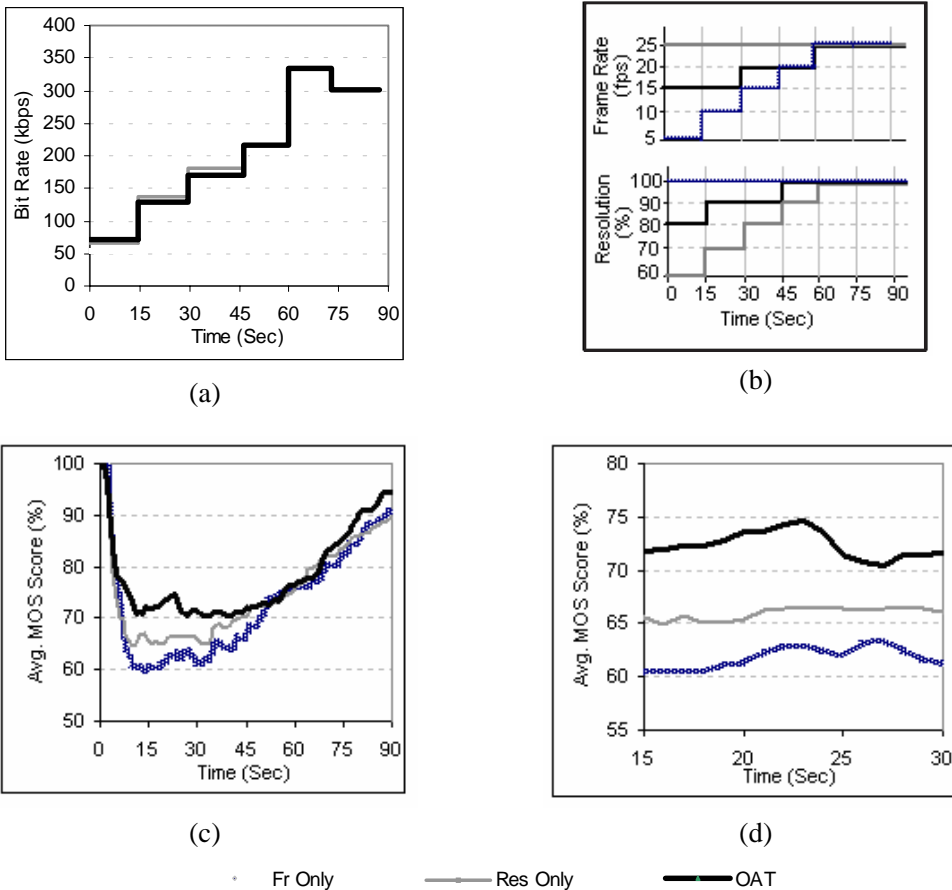 400
350
300
250
200
150
100
50
0
Bit Rate (kbps)
0 15 30 45 60 75 90
Time (Sec)
(a)
25
20
15
10
5
Frame Rate
(fps)
100
90
80
70
60
Resolution
(%)
0 15 30 45 60 75 90
Time (Sec)
(b)
100
90
80
70
60
50
Avg. MOS Score (%)
0 15 30 45 60 75 90
Time (Sec)
(c)
80
75
70
65
60
55
Avg. MOS Score (%)
15 20 25 30
Time (Sec)
(d)
Fr Only Res Only OAT